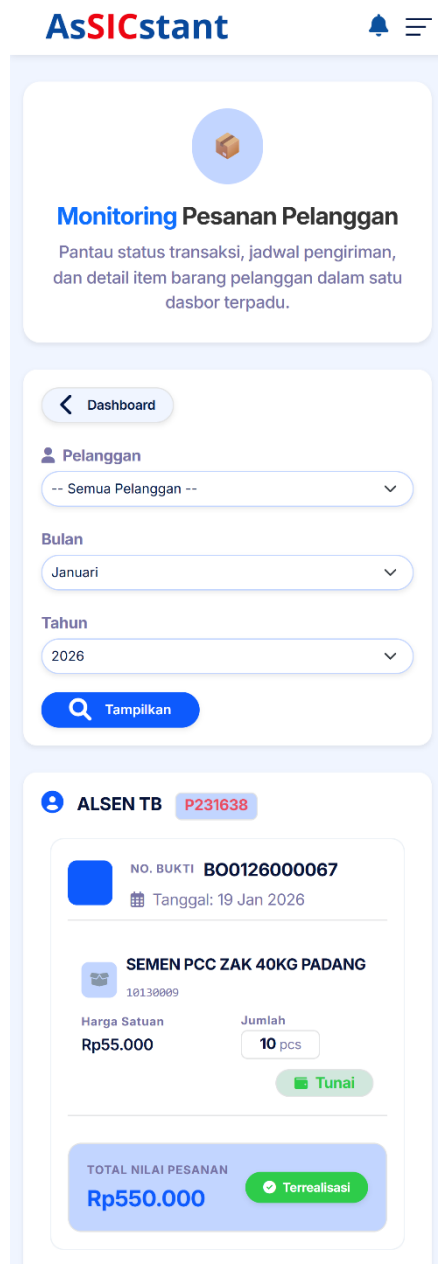 AsSICstant
Monitoring Pesanan Pelanggan
Pantau status transaksi, jadwal pengiriman,
dan detail item barang pelanggan dalam satu
dasbor terpadu.
Dashboard
Pelanggan
-- Semua Pelanggan --
Bulan
Januari
Tahun
2026
Tampilkan
ALSEN TB P231638
NO. BUKTI BO0126000067
Tanggal: 19 Jan 2026
SEMEN PCC ZAK 40KG PADANG
10130009
Harga Satuan Jumlah
Rp55.000 10 pcs
Tunai
TOTAL NILAI PESANAN
Rp550.000 Terrealisasi